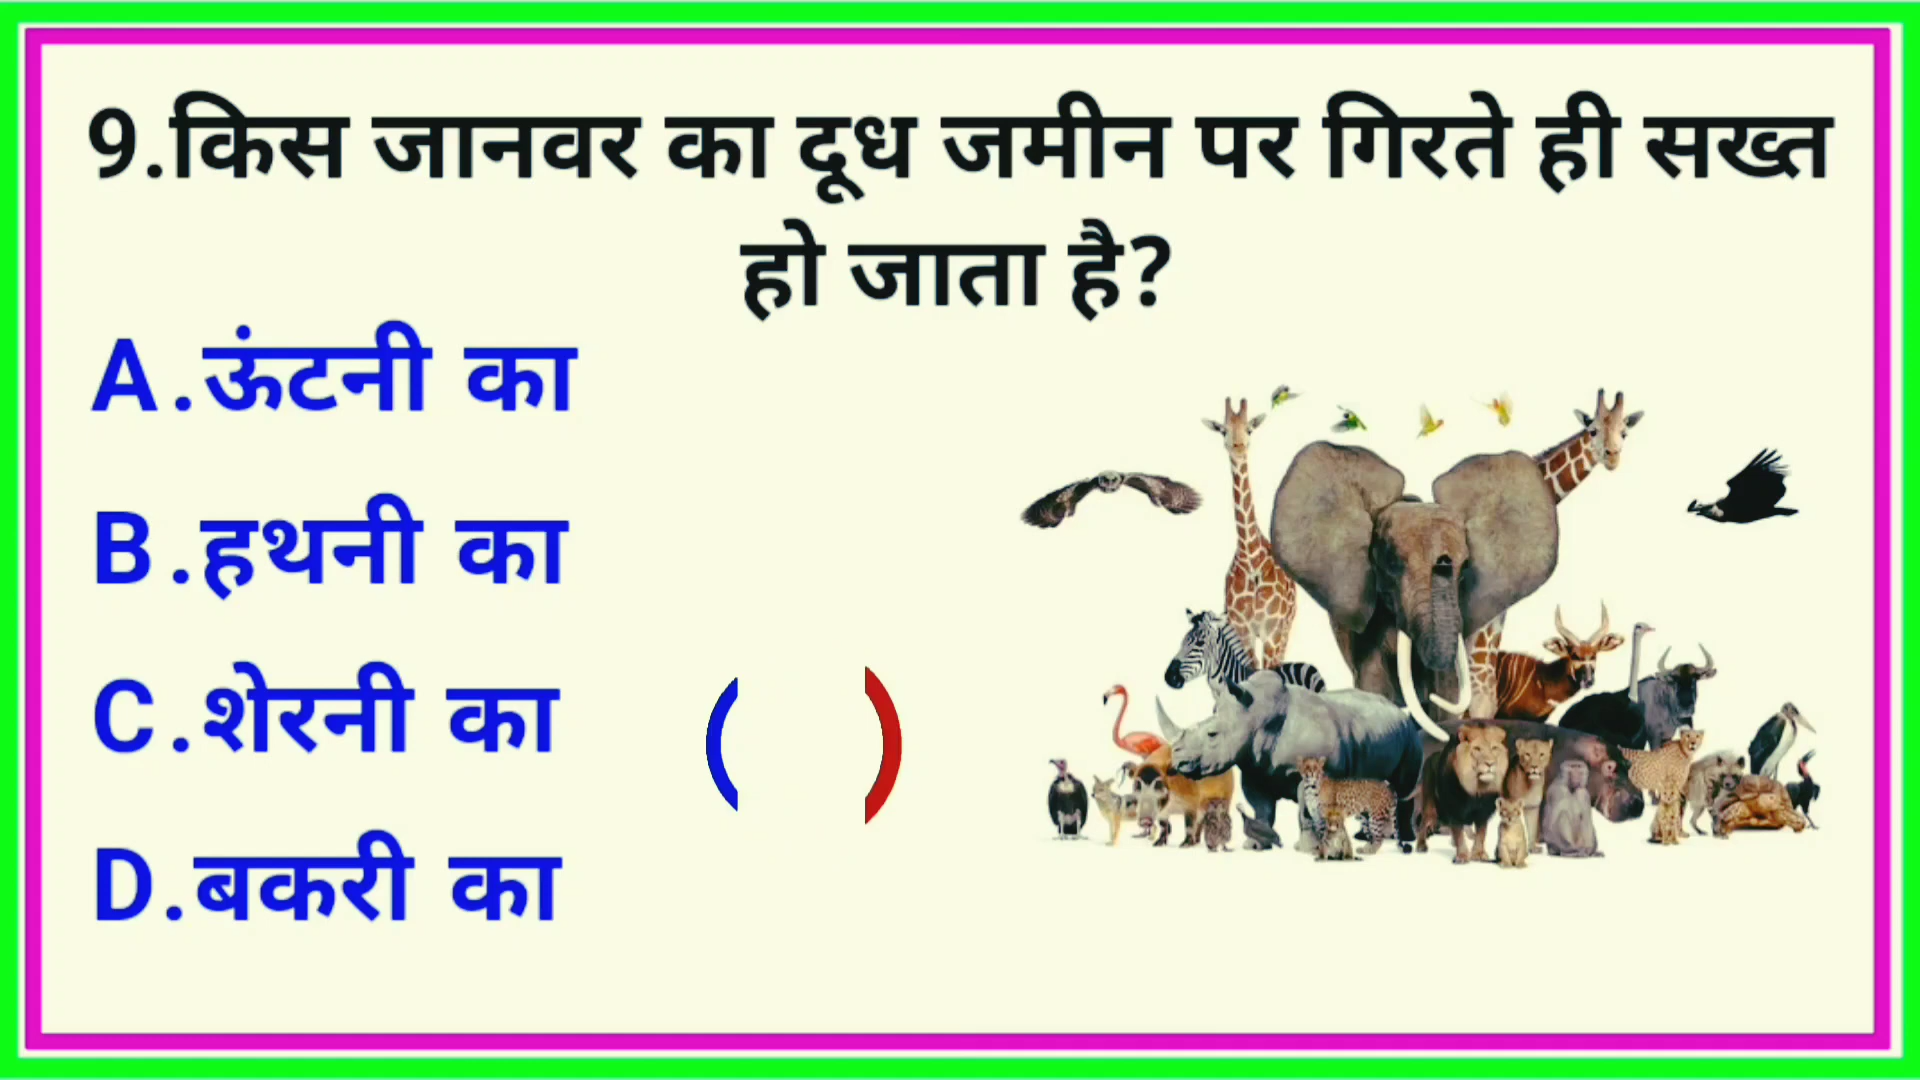 9.किस जानवर का दूध जमीन पर गिरते ही सख्त
हो जाता है?
A.ऊंटनी का
B.हथनी का
C.शेरनी का
( )
D.बकरी का